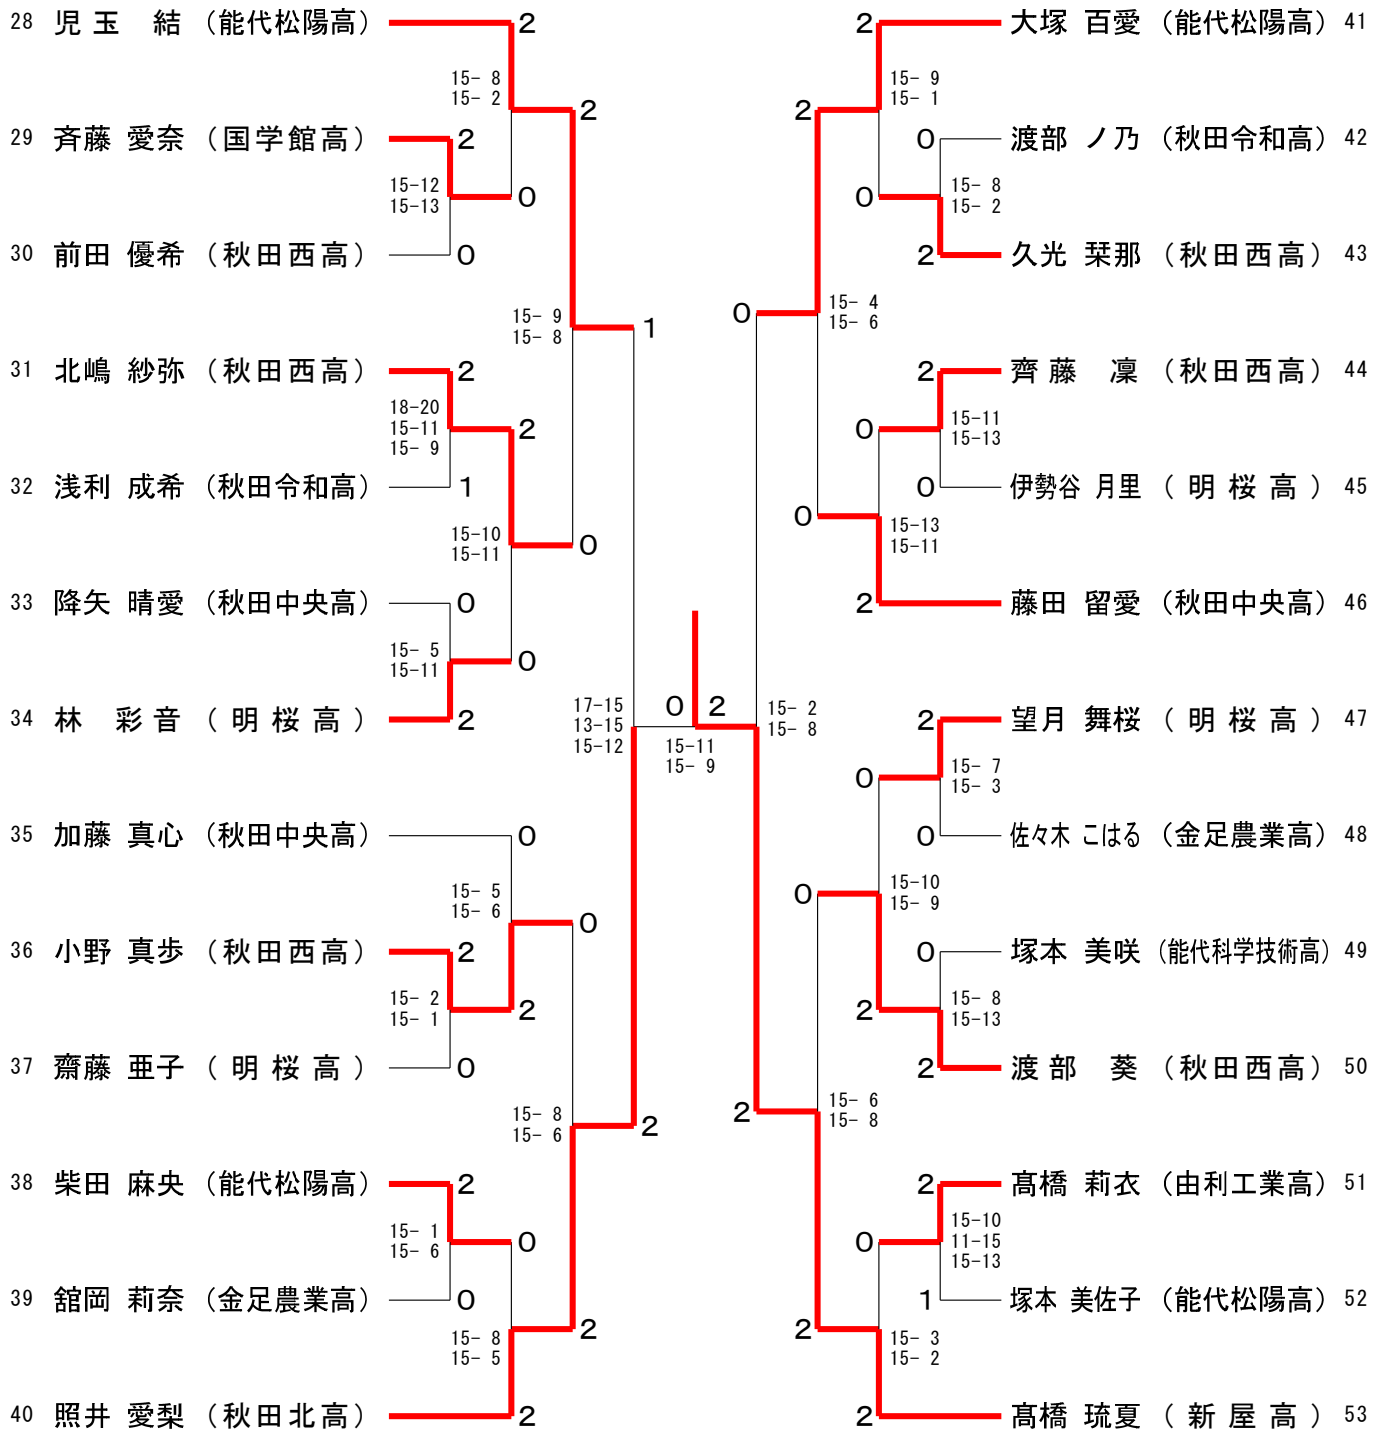 28 児玉 結 (能代松陽高) 2
15- 8
15- 2
2
29 斉藤 愛奈 (国学館高) 2
15-12
15-13
0
30 前田 優希 (秋田西高) 0
15- 9
15- 8
1
31 北嶋 紗弥 (秋田西高) 2
18-20
15-11
15- 9
2
32 浅利 成希 (秋田令和高) 1
15-10
15-11
0
33 降矢 晴愛 (秋田中央高) 0
15- 5
15-11
0
34 林 彩音 (明桜高) 2
17-15
13-15
15-12
0 2
15-11
15- 9
35 加藤 真心 (秋田中央高) 0
15- 5
15- 6
0
36 小野 真歩 (秋田西高) 2
15- 2
15- 1
2
37 齋藤 亜子 (明桜高) 0
15- 8
15- 6
2
38 柴田 麻央 (能代松陽高) 2
15- 1
15- 6
0
39 舘岡 莉奈 (金足農業高) 0
15- 8
15- 5
2
40 照井 愛梨 (秋田北高) 2
2 大塚 百愛 (能代松陽高) 41
15- 9
15- 1
2
0 渡部 ノ乃 (秋田令和高) 42
15- 8
15- 2
0
2 久光 栞那 (秋田西高) 43
15- 4
15- 6
0
2 齊藤 凜 (秋田西高) 44
15-11
15-13
0
0 伊勢谷 月里 (明桜高) 45
15-13
15-11
0
2 藤田 留愛 (秋田中央高) 46
15- 2
15- 8
2 望月 舞桜 (明桜高) 47
15- 7
15- 3
0
0 佐々木 こはる (金足農業高) 48
15-10
15- 9
0
0 塚本 美咲 (能代科学技術高) 49
15- 8
15-13
2
2 渡部 葵 (秋田西高) 50
15- 6
15- 8
2
2 髙橋 莉衣 (由利工業高) 51
15-10
11-15
15-13
0
1 塚本 美佐子 (能代松陽高) 52
15- 3
15- 2
2
2 髙橋 琉夏 (新屋高) 53